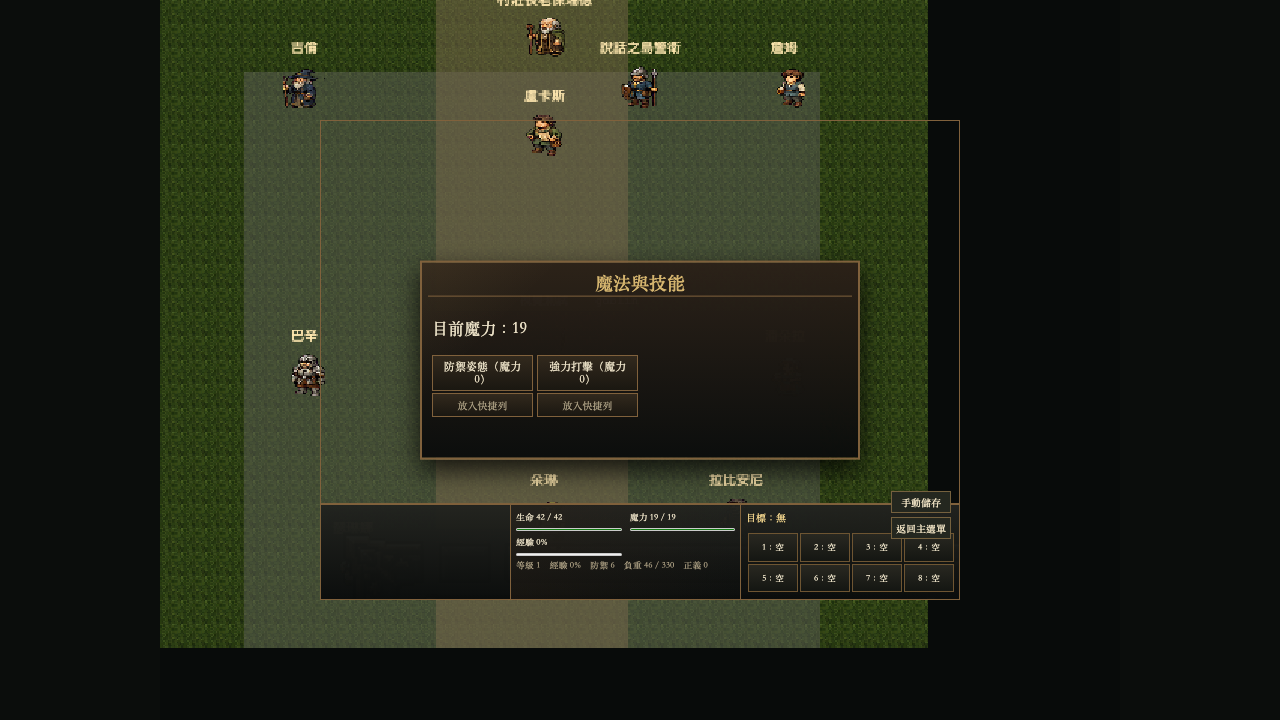 吉倫
說話之島警衛
詹姆
盧卡斯
魔法與技能
目前魔力：19
防禦姿態（魔力
0）
強力打擊（魔力
0）
放入快捷列
放入快捷列
巴辛
朵琳
拉比安尼
生命 42 / 42
魔力 19 / 19
經驗 0%
等級 1 經驗 0% 防禦 6 負重 46 / 330 正義 0
目標：無
手動儲存
返回主選單
1：空
2：空
3：空
4：空
5：空
6：空
7：空
8：空